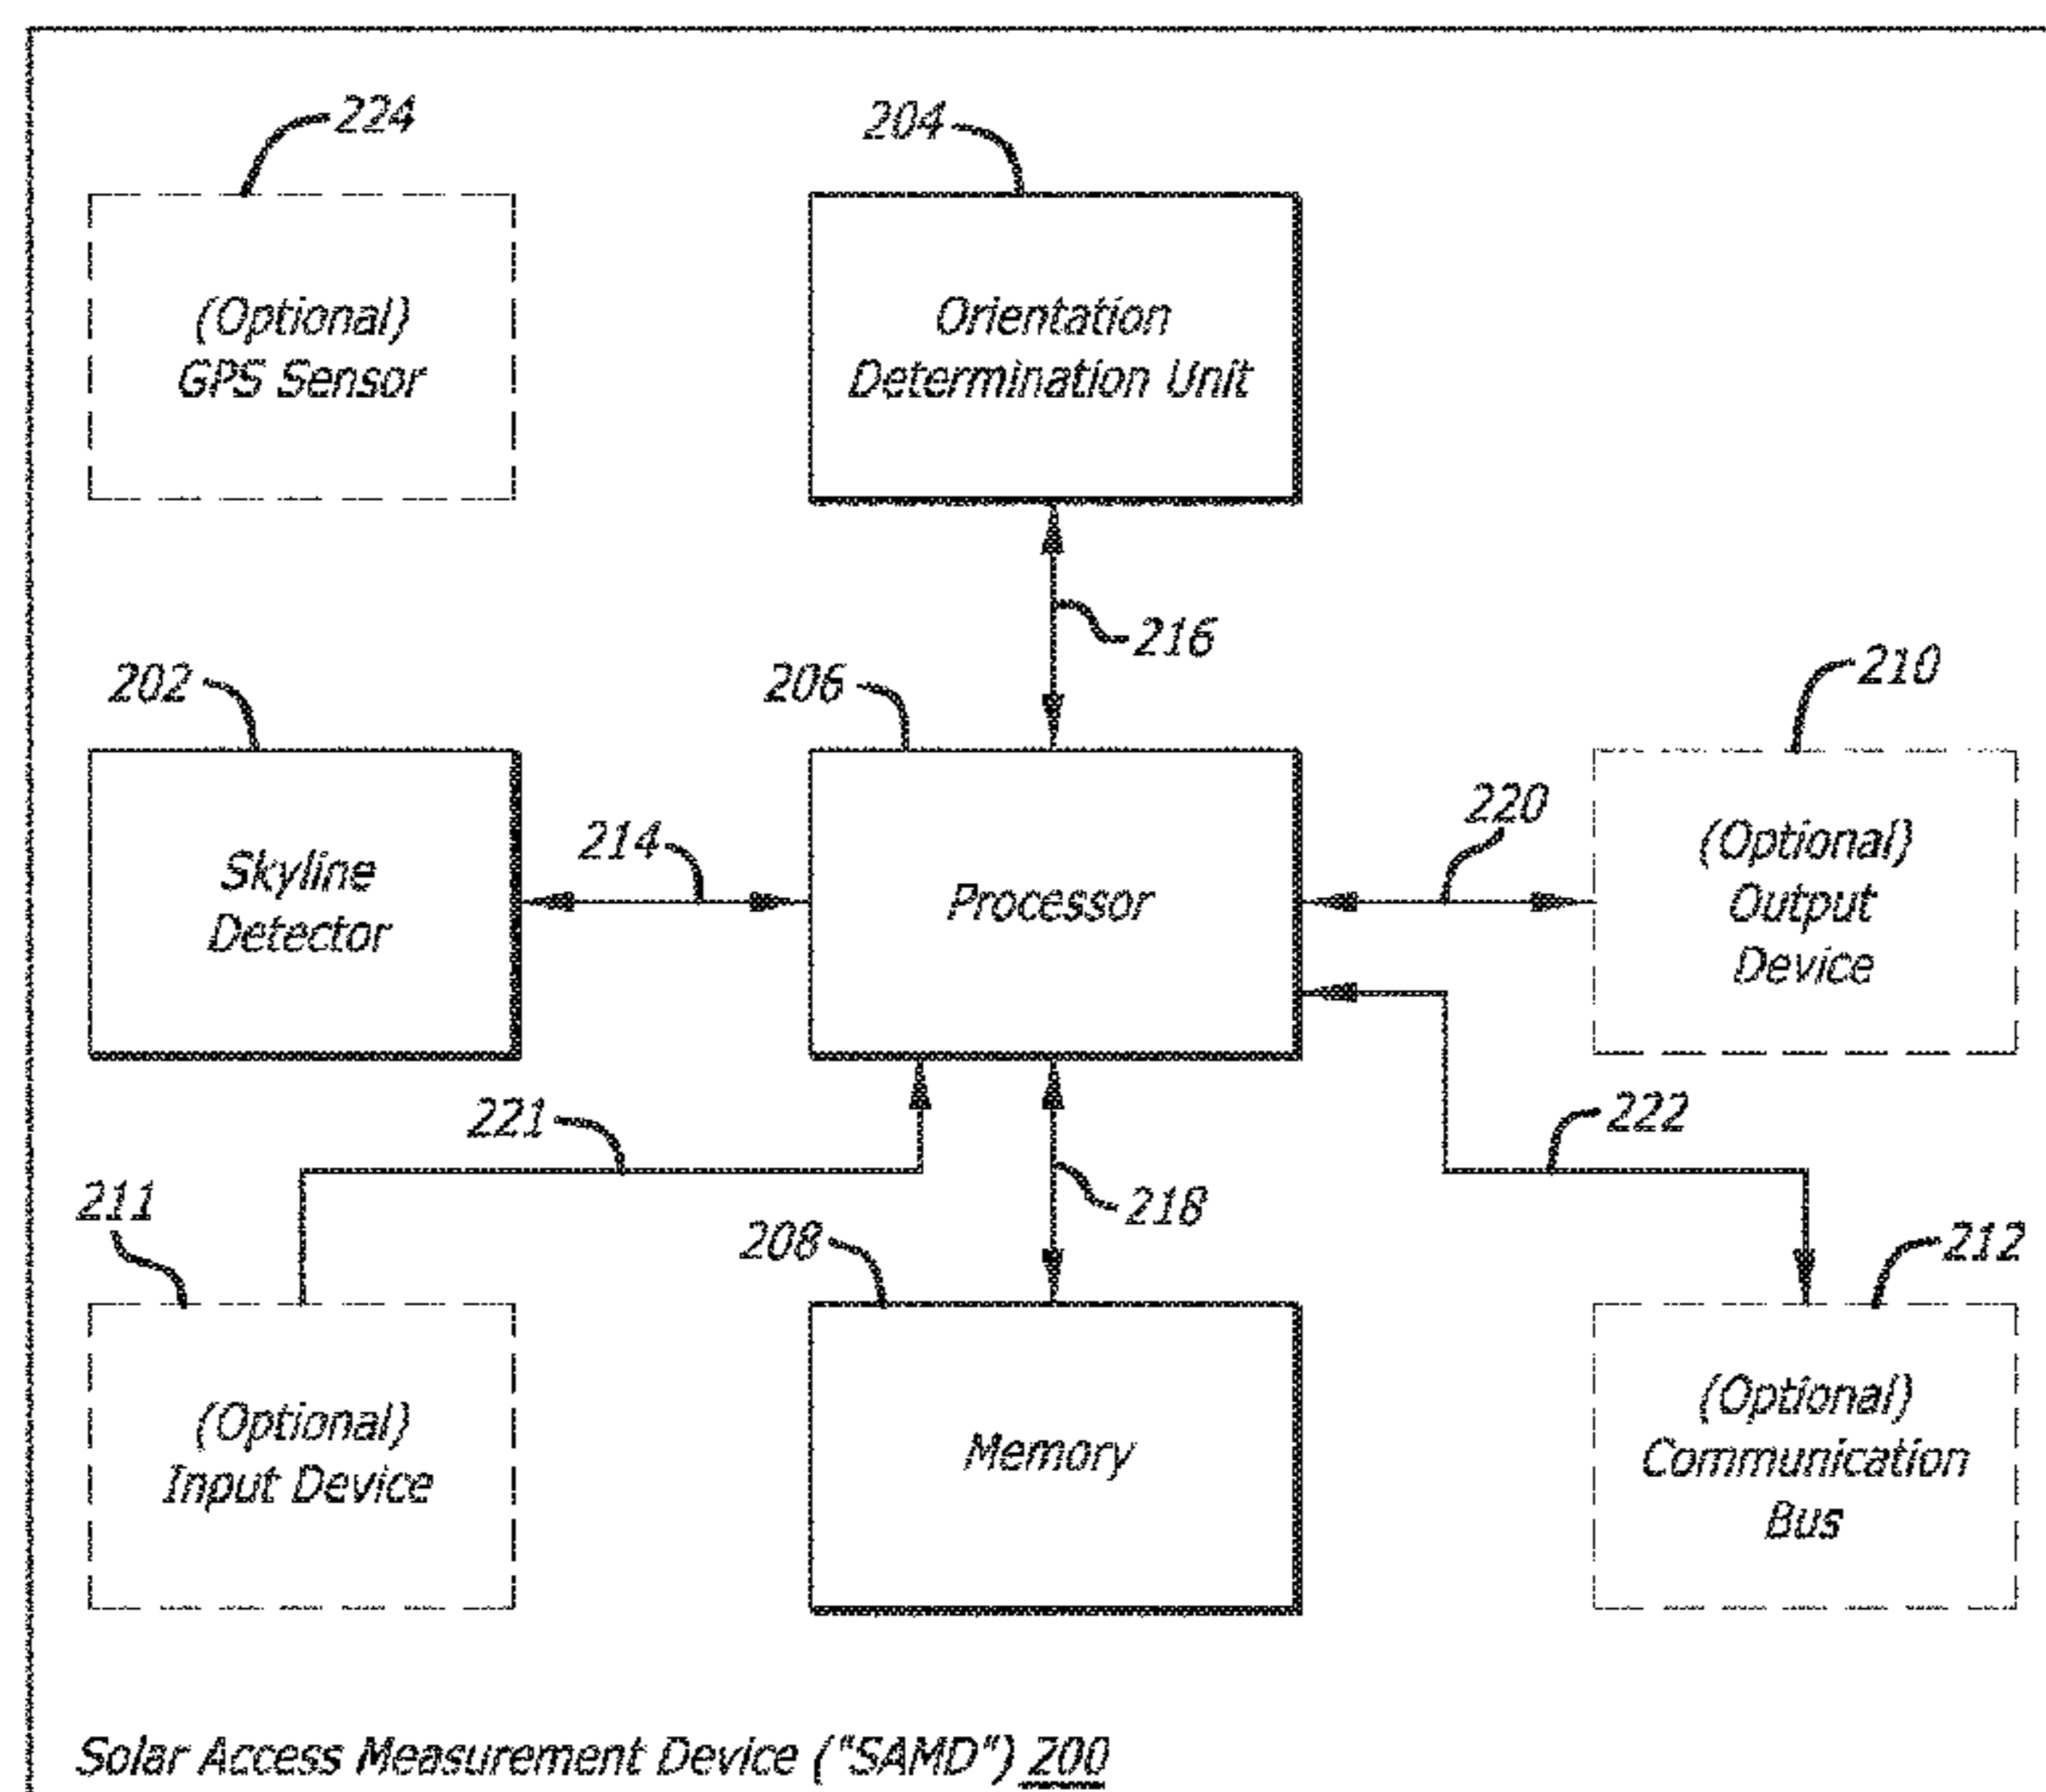 224
204
(Optional)
GPS Sensor
Orientation
Determination Unit
216
202
206
210
Skyline
Detector
214
Processor
220
(Optional)
Output
Device
221
222
211
218
208
212
(Optional)
Input Device
Memory
(Optional)
Communication
Bus
Solar Access Measurement Device ("SAMD") 200